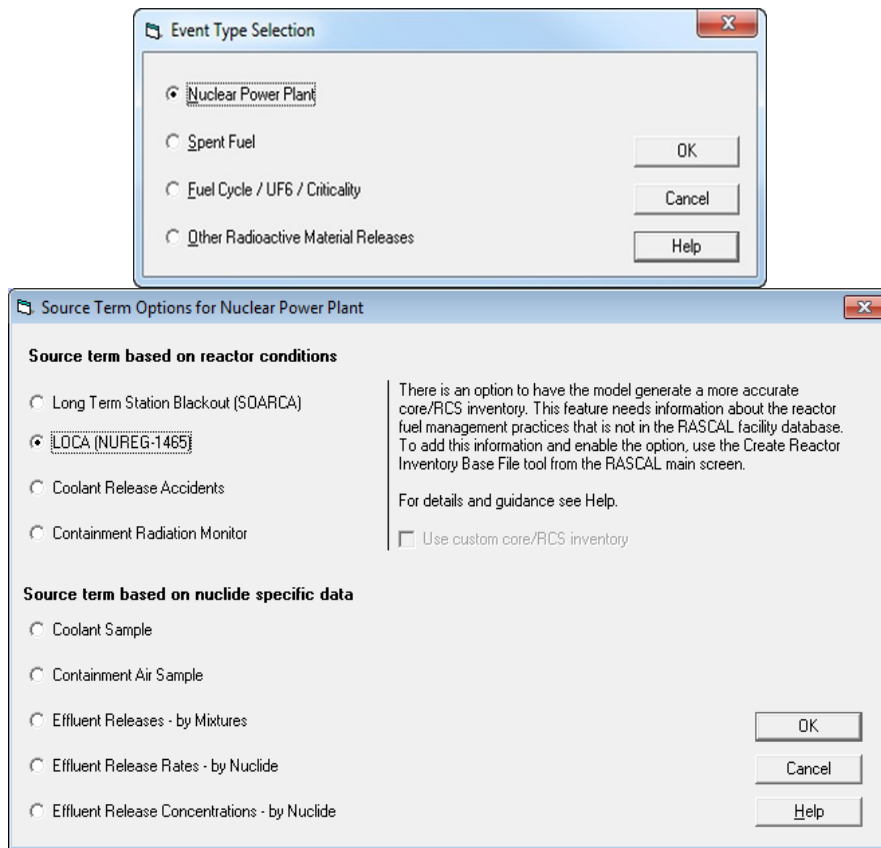 Event Type Selection
Nuclear Power Plant
Spent Fuel
Fuel Cycle / UF6 / Criticality
Other Radioactive Material Releases
OK
Cancel
Help
Source Term Options for Nuclear Power Plant
Source term based on reactor conditions
Long Term Station Blackout (SOARCA)
LOCA (NUREG-1465)
Coolant Release Accidents
Containment Radiation Monitor
There is an option to have the model generate a more accurate
core/RCS inventory. This feature needs information about the reactor
fuel management practices that is not in the RASCAL facility database.
To add this information and enable the option, use the Create Reactor
Inventory Base File tool from the RASCAL main screen.
For details and guidance see Help.
Use custom core/RCS inventory
Source term based on nuclide specific data
Coolant Sample
Containment Air Sample
Effluent Releases - by Mixtures
Effluent Release Rates - by Nuclide
Effluent Release Concentrations - by Nuclide
OK
Cancel
Help